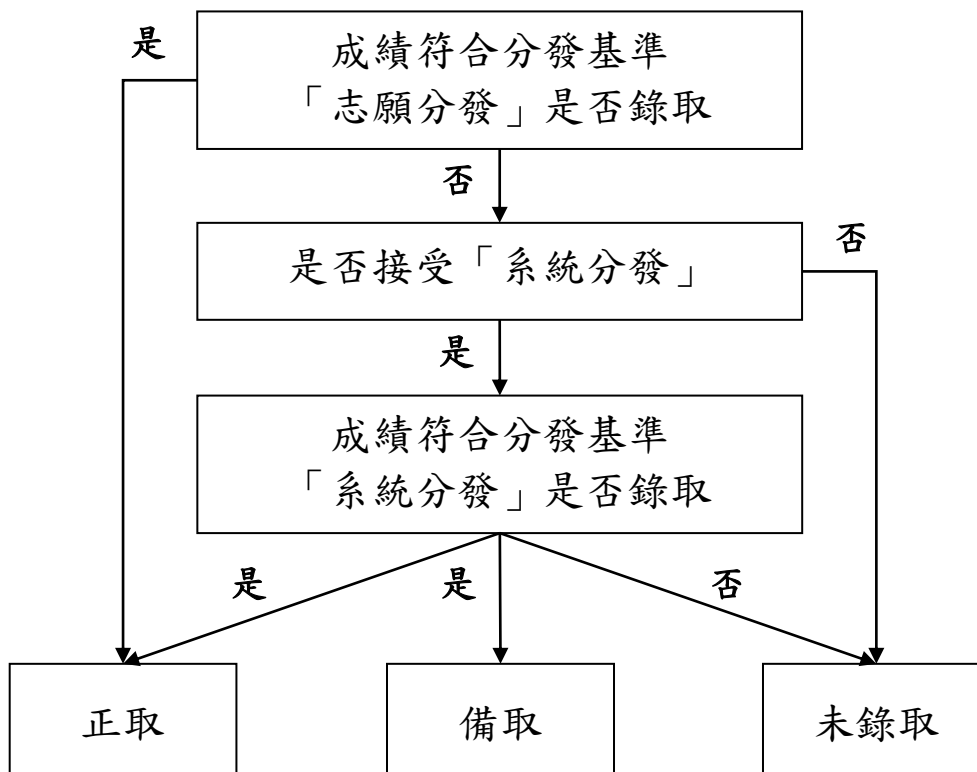 是
成績符合分發基準
「志願分發」是否錄取
否
是否接受「系統分發」
否
是
成績符合分發基準
「系統分發」是否錄取
是
是
否
正取
備取
未錄取